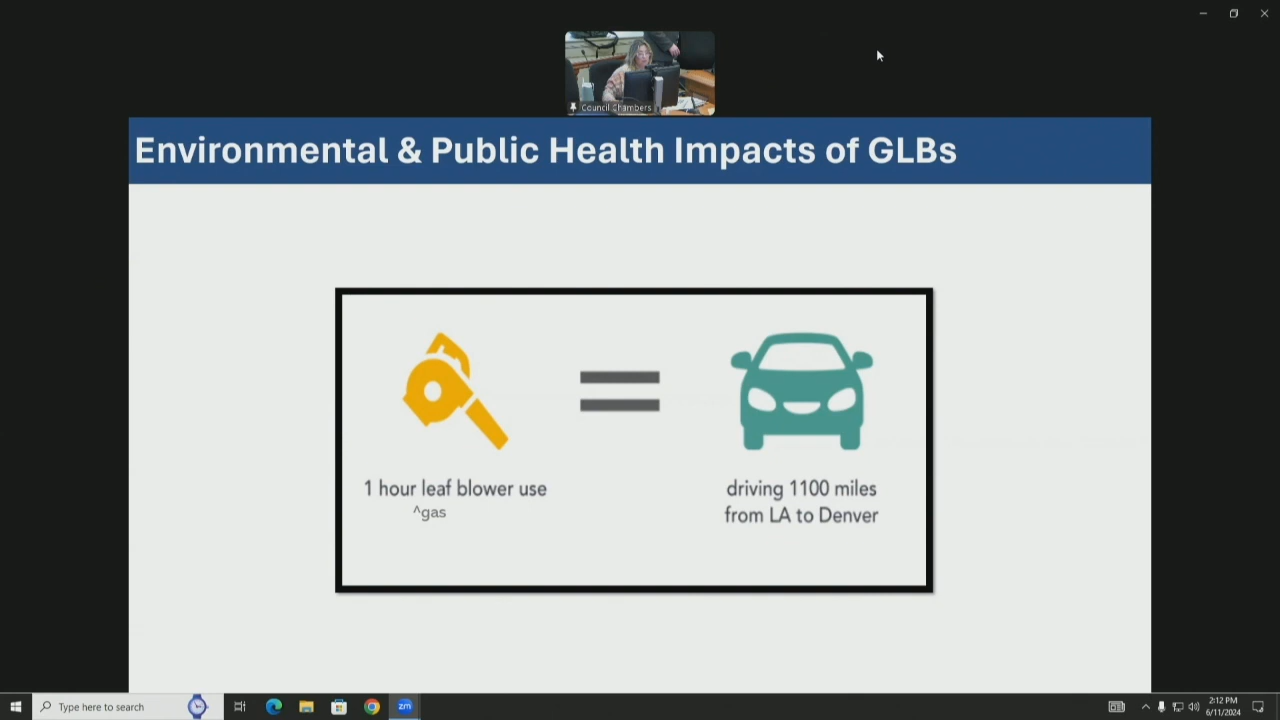 Council Chambers
Environmental & Public Health Impacts of GLBs
1 hour leaf blower use
^gas
driving 1100 miles
from LA to Denver
Type here to search
zm
2:12 PM
6/11/2024